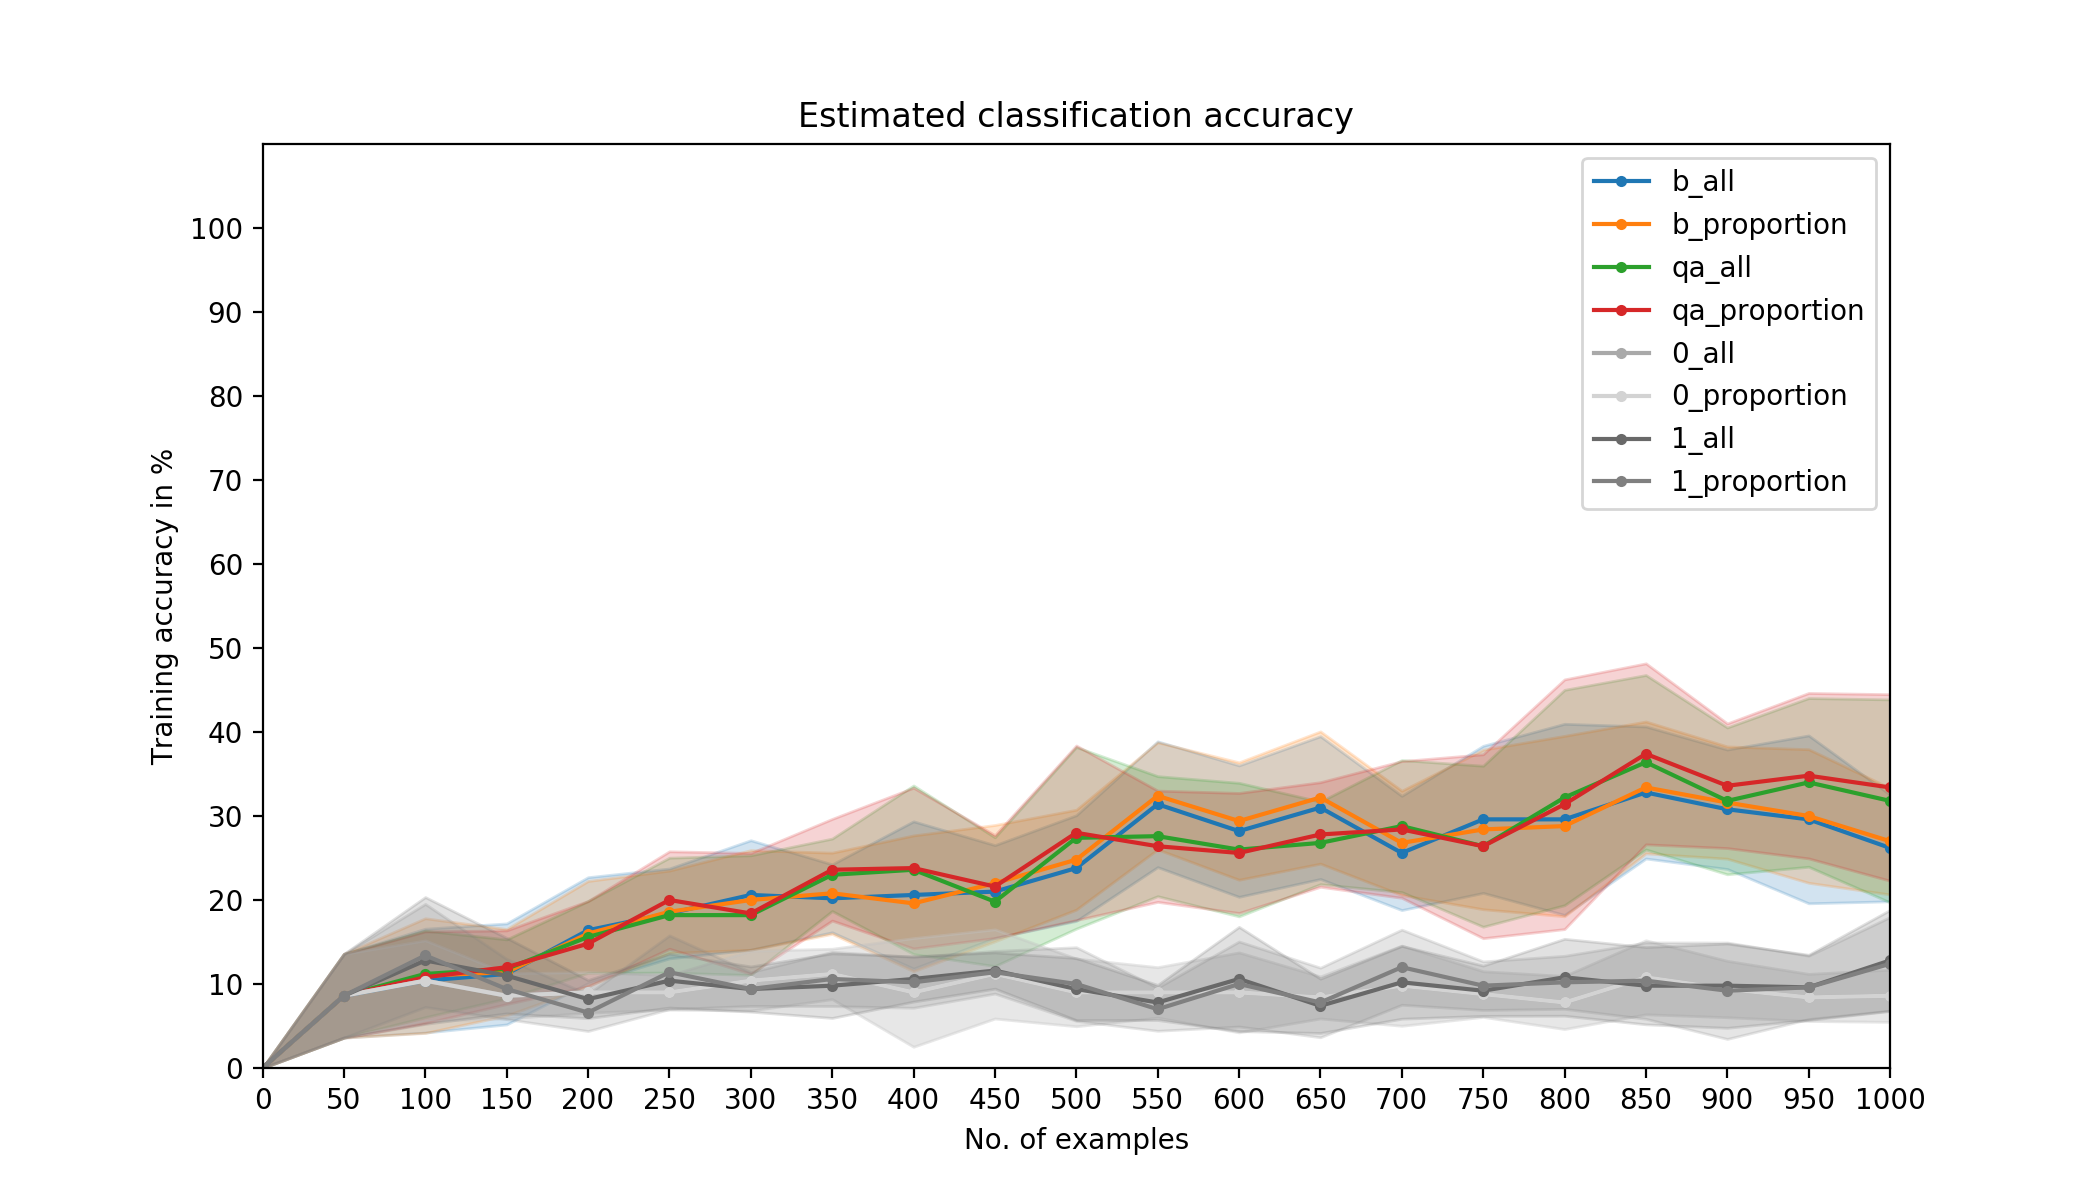 Estimated classification accuracy
b_all
b_proportion
qa_all
qa_proportion
0_all
0_proportion
1_all
1_proportion
Training accuracy in %
100
90
80
70
60
50
40
30
20
10
0
0 50 100 150 200 250 300 350 400 450 500 550 600 650 700 750 800 850 900 950 1000
No. of examples